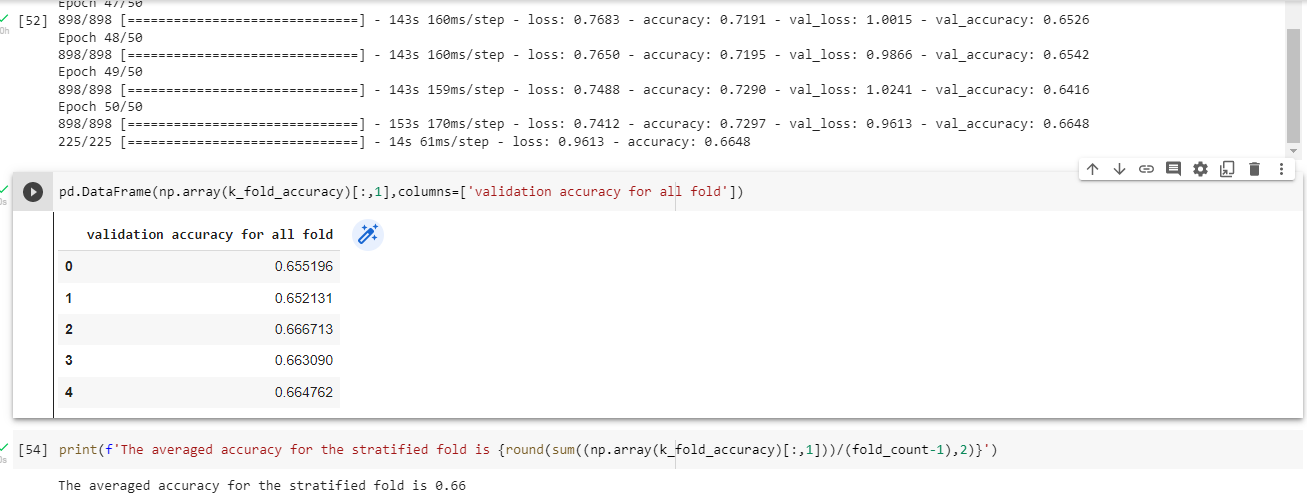 Epoch 47/50
[52] 898/898 [==============================] - 143s 160ms/step - loss: 0.7683 - accuracy: 0.7191 - val_loss: 1.0015 - val_accuracy: 0.6526
Epoch 48/50
898/898 [==============================] - 143s 160ms/step - loss: 0.7650 - accuracy: 0.7195 - val_loss: 0.9866 - val_accuracy: 0.6542
Epoch 49/50
898/898 [==============================] - 143s 159ms/step - loss: 0.7488 - accuracy: 0.7290 - val_loss: 1.0241 - val_accuracy: 0.6416
Epoch 50/50
898/898 [==============================] - 153s 170ms/step - loss: 0.7412 - accuracy: 0.7297 - val_loss: 0.9613 - val_accuracy: 0.6648
225/225 [==============================] - 14s 61ms/step - loss: 0.9613 - accuracy: 0.6648
pd.DataFrame(np.array(k_fold_accuracy)[:,1],columns=['validation accuracy for all fold'])
validation accuracy for all fold
0 0.655196
1 0.652131
2 0.666713
3 0.663090
4 0.664762
[54] print(f'The averaged accuracy for the stratified fold is {round(sum((np.array(k_fold_accuracy)[:,1]))/(fold_count-1),2)}')
The averaged accuracy for the stratified fold is 0.66